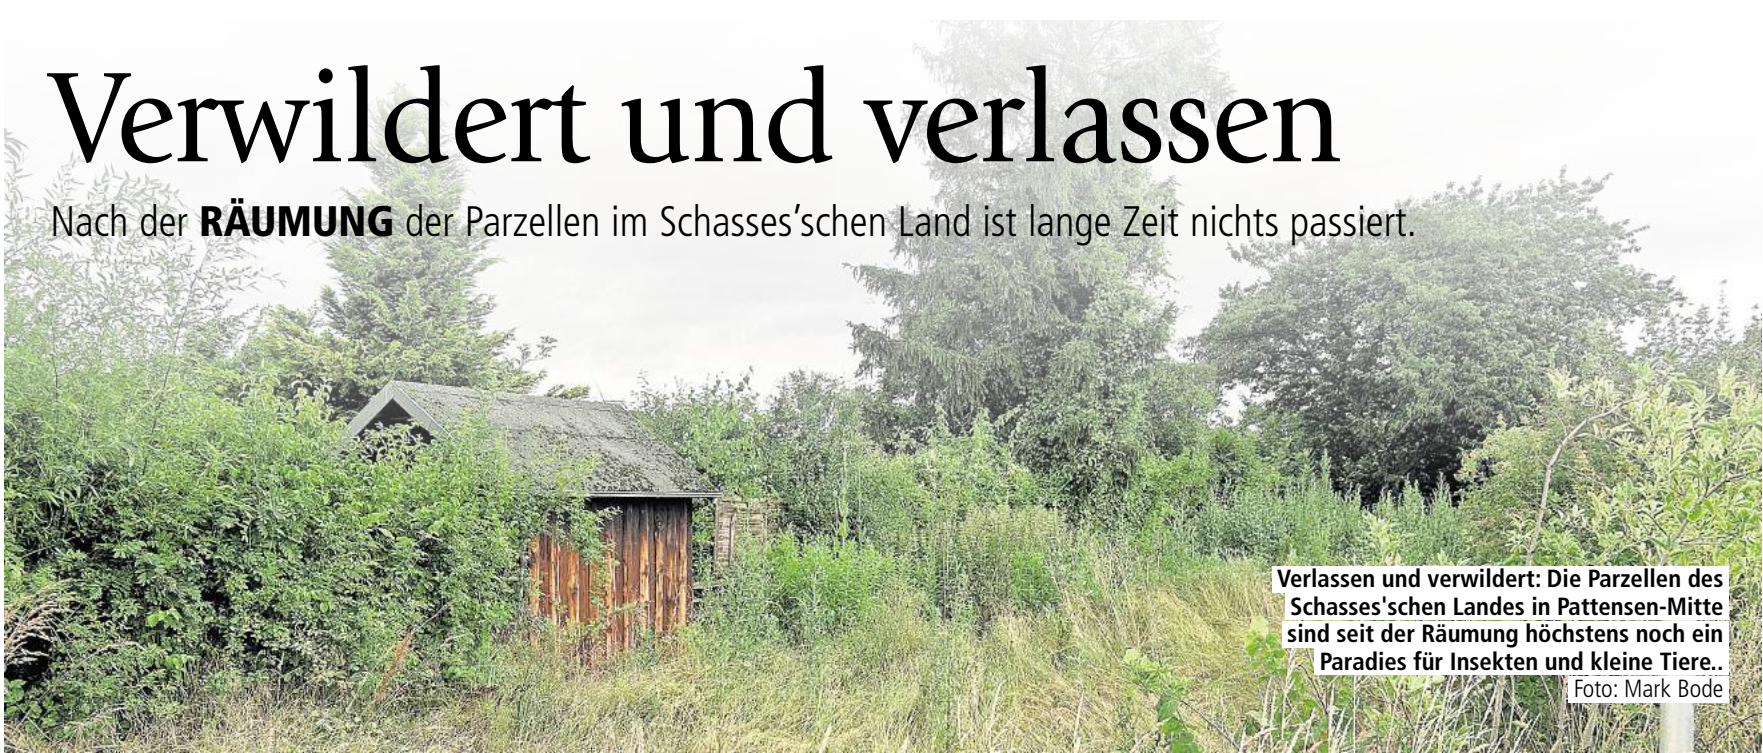 Verwildert und verlassen
Nach der RÄUMUNG der Parzellen im Schasses’schen Land ist lange Zeit nichts passiert.
Verlassen und verwildert: Die Parzellen des
Schasses'schen Landes in Pattensen-Mitte
sind seit der Räumung höchstens noch ein
Paradies für Insekten und kleine Tiere..
Foto: Mark Bode